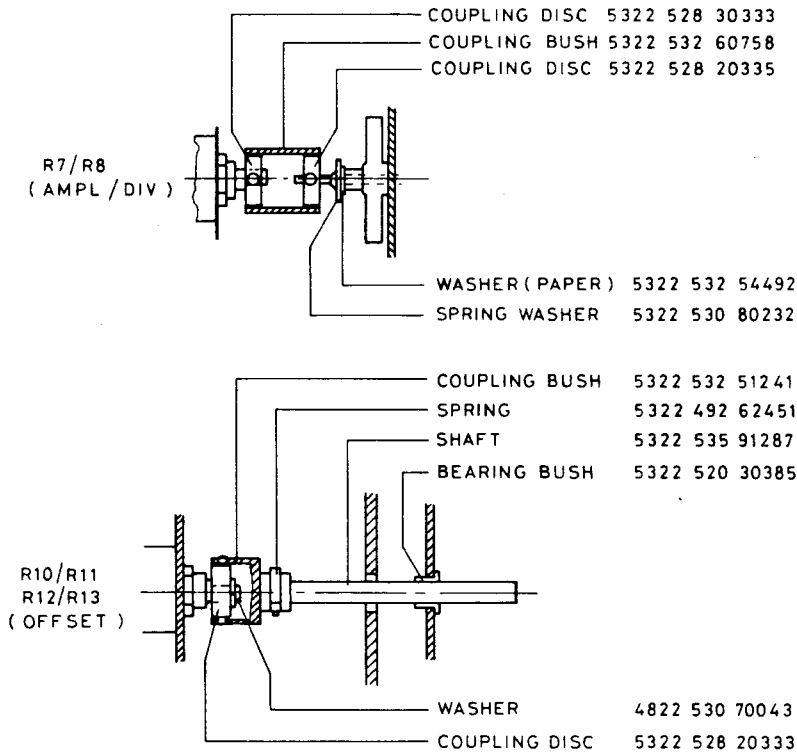 COUPLING DISC 5322 528 30333
COUPLING BUSH 5322 532 60758
COUPLING DISC 5322 528 20335
R7/R8
( AMPL / DIV )
WASHER ( PAPER ) 5322 532 54492
SPRING WASHER 5322 530 80232
COUPLING BUSH 5322 532 51241
SPRING 5322 492 62451
SHAFT 5322 535 91287
BEARING BUSH 5322 520 30385
R10/R11
R12/R13
( OFFSET )
WASHER 4822 530 70043
COUPLING DISC 5322 528 20333